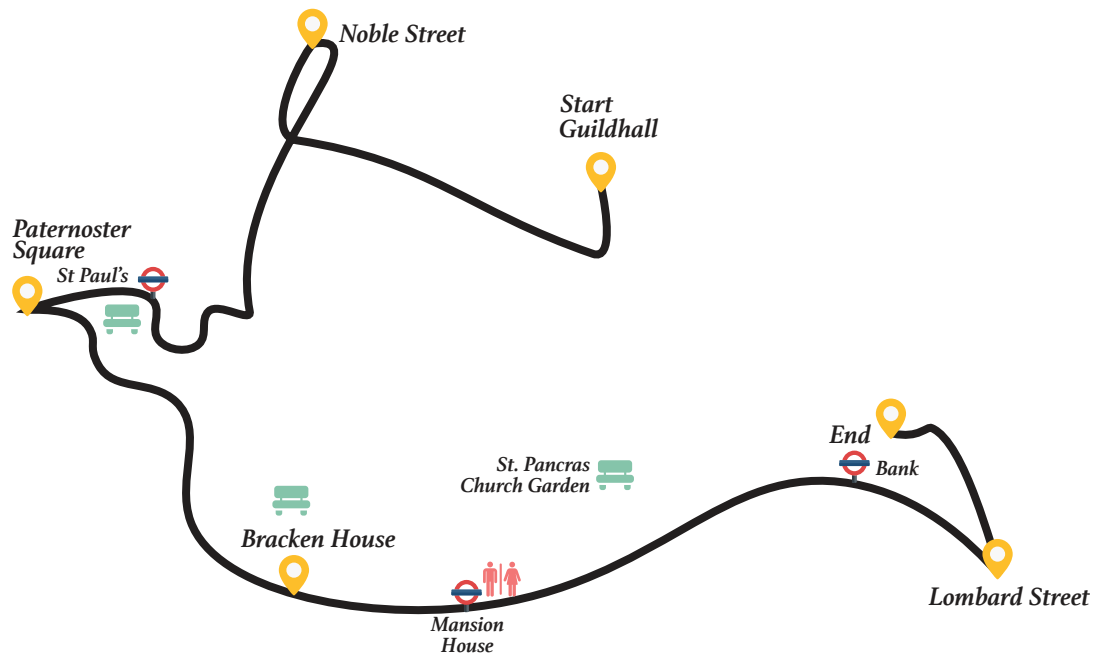 Noble Street
Start
Guildhall
Paternoster
Square
St Paul's
End
Bank
St. Pancras
Church Garden
Bracken House
Lombard Street
Mansion
House